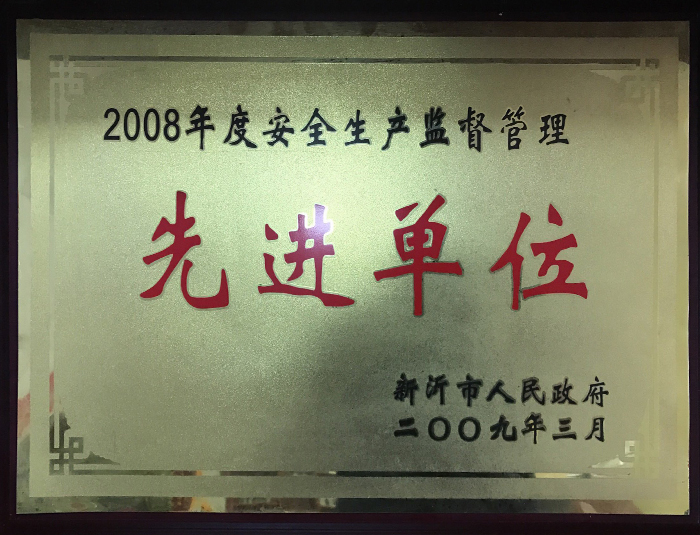 2008年度安全生产监督管理
先进单位
新沂市人民政府
二〇〇九年三月